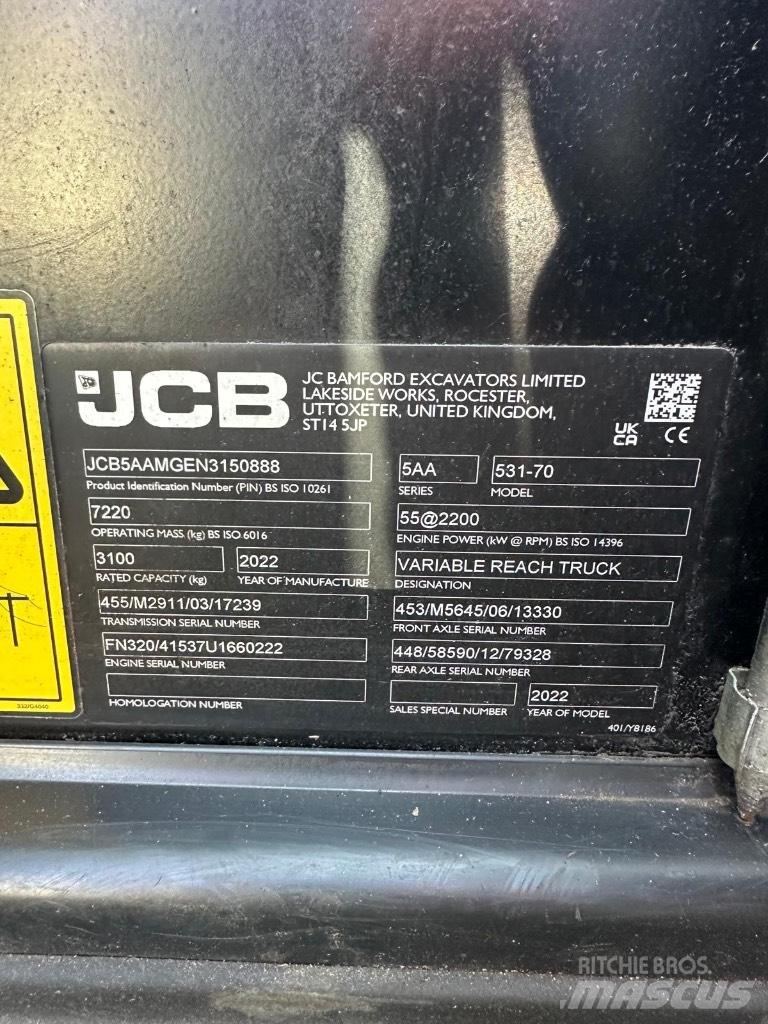 JCB
JC BAMFORD EXCAVATORS LIMITED
LAKESIDE WORKS, ROCESTER,
UTTOXETER, UNITED KINGDOM,
ST14 5JP
UK
CA
CE
JCB5AAMGEN3150888
Product Identification Number (PIN) BS ISO 10261
5AA
SERIES
531-70
MODEL
7220
OPERATING MASS (kg) BS ISO 6016
55@2200
ENGINE POWER (kW @ RPM) BS ISO 14396
3100
RATED CAPACITY (kg)
2022
YEAR OF MANUFACTURE
VARIABLE REACH TRUCK
DESIGNATION
455/M2911/03/17239
TRANSMISSION SERIAL NUMBER
453/M5645/06/13330
FRONT AXLE SERIAL NUMBER
FN320/41537U1660222
ENGINE SERIAL NUMBER
448/58590/12/79328
REAR AXLE SERIAL NUMBER
HOMOLOGATION NUMBER
SALES SPECIAL NUMBER
2022
YEAR OF MODEL
401/Y8186
332/G4040
RITCHIE BROS.
MASCUS